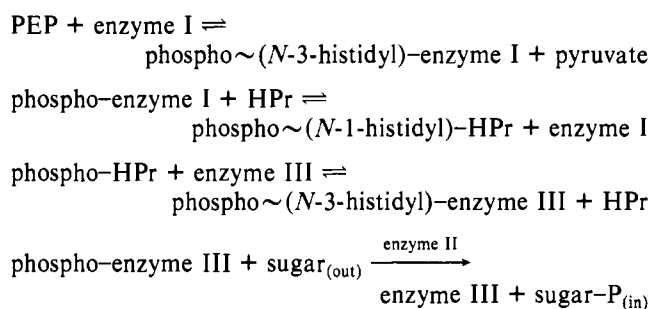 PEP + enzyme I ⇌
phospho~(N-3-histidyl)–enzyme I + pyruvate
phospho–enzyme I + HPr ⇌
phospho~(N-1-histidyl)–HPr + enzyme I
phospho–HPr + enzyme III ⇌
phospho~(N-3-histidyl)–enzyme III + HPr
phospho–enzyme III + sugar(out) enzyme II →
enzyme III + sugar–P(in)